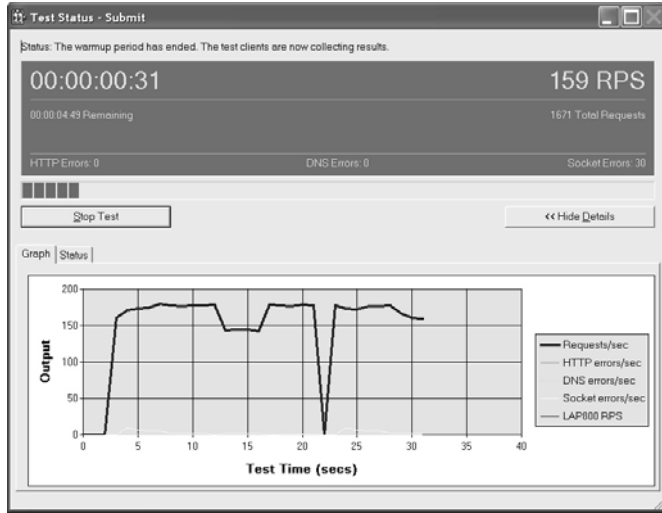 Test Status - Submit
Status: The warmup period has ended. The test clients are now collecting results.
00:00:00:31
159 RPS
00:00:04:49 Remaining
1671 Total Requests
HTTP Errors: 0
DNS Errors: 0
Socket Errors: 30
Stop Test
<< Hide Details
Graph
Status
200
150
100
50
0
Output
0
5
10
15
20
25
30
35
40
Test Time (secs)
Requests/sec
HTTP errors/sec
DNS errors/sec
Socket errors/sec
LAP800 RPS